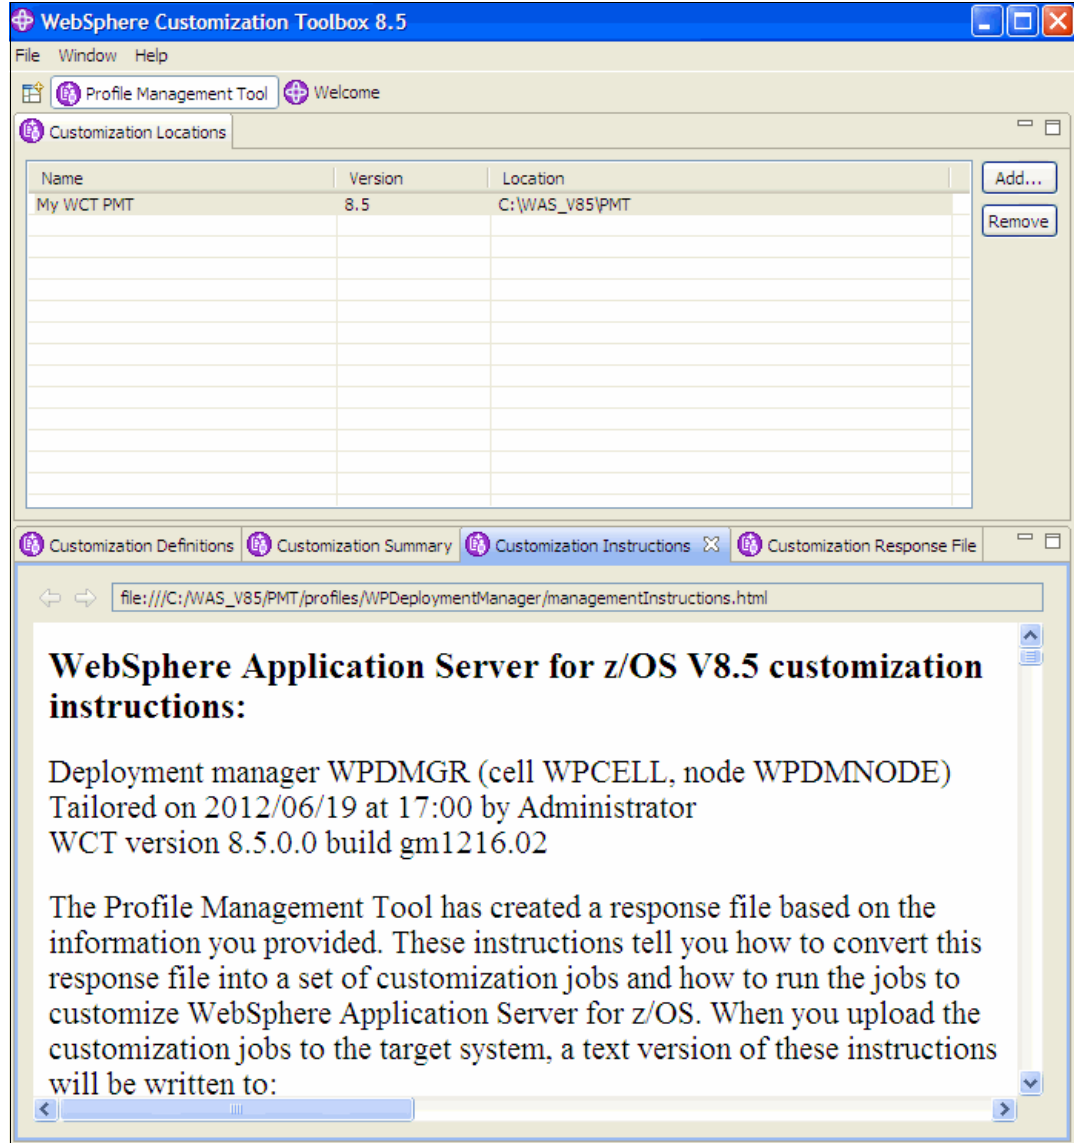 WebSphere Customization Toolbox 8.5
File Window Help
Profile Management Tool Welcome
Customization Locations
Name Version Location
Add...
My WCT PMT 8.5 C:\WAS_V85\PMT
Remove
Customization Definitions Customization Summary Customization Instructions Customization Response File
file:///C:/WAS_V85/PMT/profiles/WPDeploymentManager/managementInstructions.html
WebSphere Application Server for z/OS V8.5 customization
instructions:
Deployment manager WPDMGR (cell WPCELL, node WPDMNODE)
Tailored on 2012/06/19 at 17:00 by Administrator
WCT version 8.5.0.0 build gm1216.02
The Profile Management Tool has created a response file based on the
information you provided. These instructions tell you how to convert this
response file into a set of customization jobs and how to run the jobs to
customize WebSphere Application Server for z/OS. When you upload the
customization jobs to the target system, a text version of these instructions
will be written to: